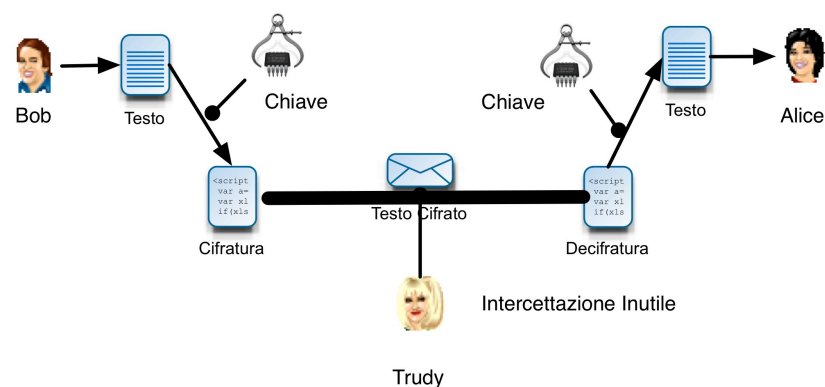 Bob
Testo
Chiave
Chiave
Testo
Alice
<script
var a=
var xl
if(xls
Testo Cifrato
<script
var a=
var xl
if(xls
Cifratura
Decifratura
Intercettazione Inutile
Trudy